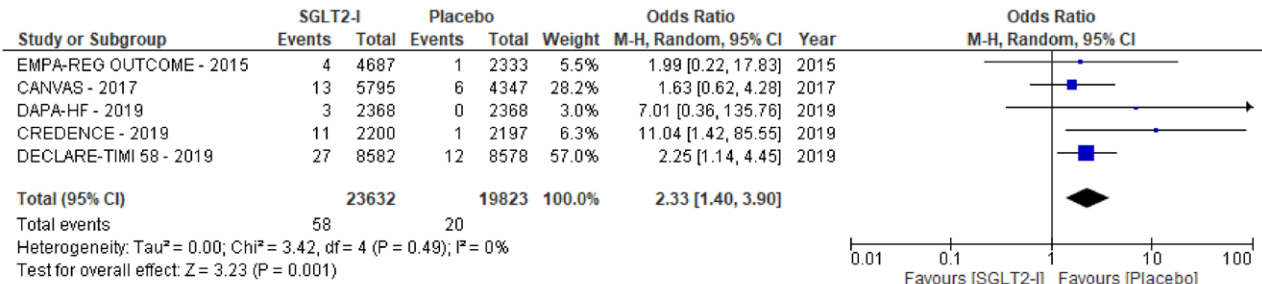 SGLT2-I Placebo Odds Ratio Odds Ratio
Study or Subgroup Events Total Events Total Weight M-H, Random, 95% CI Year M-H, Random, 95% CI
EMPA-REG OUTCOME - 2015 4 4687 1 2333 5.5% 1.99 [0.22, 17.83] 2015
CANVAS - 2017 13 5795 6 4347 28.2% 1.63 [0.62, 4.28] 2017
DAPA-HF - 2019 3 2368 0 2368 3.0% 7.01 [0.36, 135.76] 2019
CREDENCE - 2019 11 2200 1 2197 6.3% 11.04 [1.42, 85.55] 2019
DECLARE-TIMI 58 - 2019 27 8582 12 8578 57.0% 2.25 [1.14, 4.45] 2019
Total (95% CI) 23632 19823 100.0% 2.33 [1.40, 3.90]
Total events 58 20
Heterogeneity: Tau² = 0.00; Chi² = 3.42, df = 4 (P = 0.49); I² = 0%
Test for overall effect: Z = 3.23 (P = 0.001)
0.01 0.1 1 10 100
Favours [SGLT2-I] Favours [Placebo]